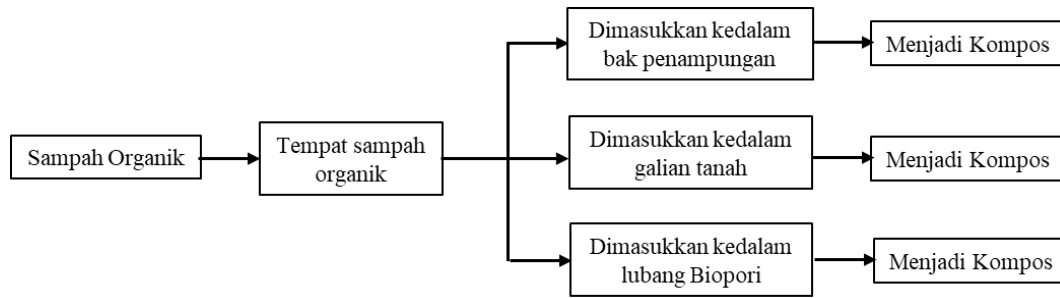 Sampah Organik
Tempat sampah
organik
Dimasukkan kedalam
bak penampungan
Menjadi Kompos
Dimasukkan kedalam
galian tanah
Menjadi Kompos
Dimasukkan kedalam
lubang Biopori
Menjadi Kompos